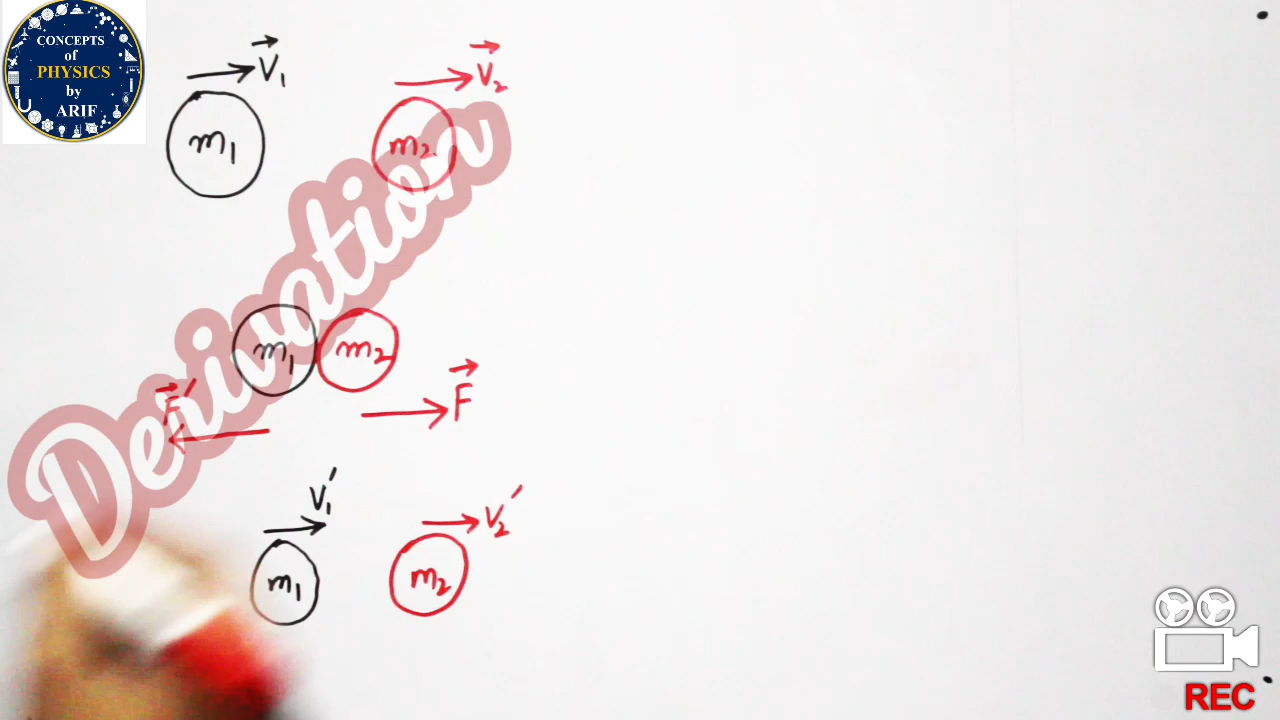 CONCEPTS
of
PHYSICS
by
ARIF
V₁ V₂
m₁ m₂
Derivation
m₁ m₂
F′ F
V₁′ V₂′
m₁ m₂
REC